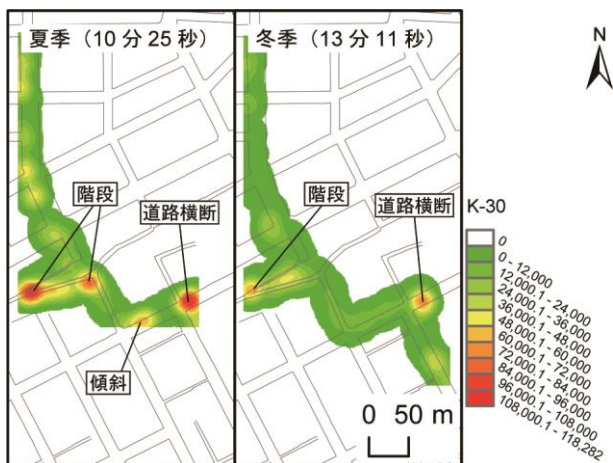 夏季（10 分 25 秒）
冬季（13 分 11 秒）
N
階段
道路横断
傾斜
階段
道路横断
K-30
0
0 - 12,000
12,000.1 - 24,000
24,000.1 - 36,000
36,000.1 - 48,000
48,000.1 - 60,000
60,000.1 - 72,000
72,000.1 - 84,000
84,000.1 - 96,000
96,000.1 - 108,000
108,000.1 - 118,282
0 50 m